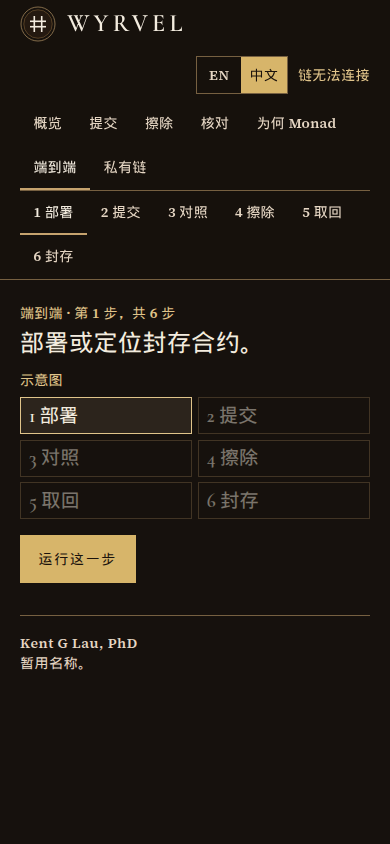 WYRVEL
EN 中文 链无法连接
概览 提交 擦除 核对 为何 Monad
端到端 私有链
1 部署 2 提交 3 对照 4 擦除 5 取回
6 封存
端到端 · 第 1 步，共 6 步
部署或定位封存合约。
示意图
1 部署 2 提交
3 对照 4 擦除
5 取回 6 封存
运行这一步
Kent G Lau, PhD
暂用名称。